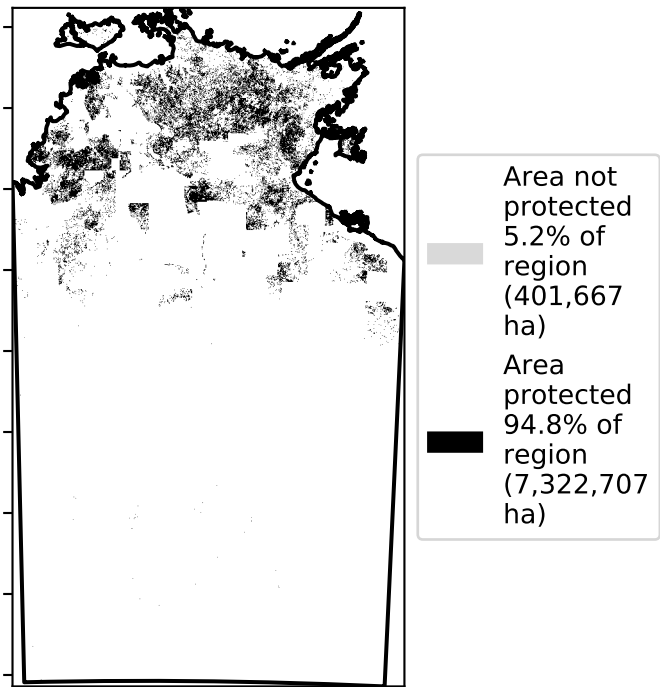 Area not
protected
5.2% of
region
(401,667
ha)
Area
protected
94.8% of
region
(7,322,707
ha)